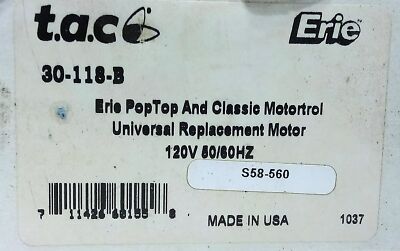 t.a.c
Erie
30-118-B
Erie PopTop And Classic Motortrol
Universal Replacement Motor
120V 50/60HZ
S58-560
7 11426 60155 8
MADE IN USA
1037